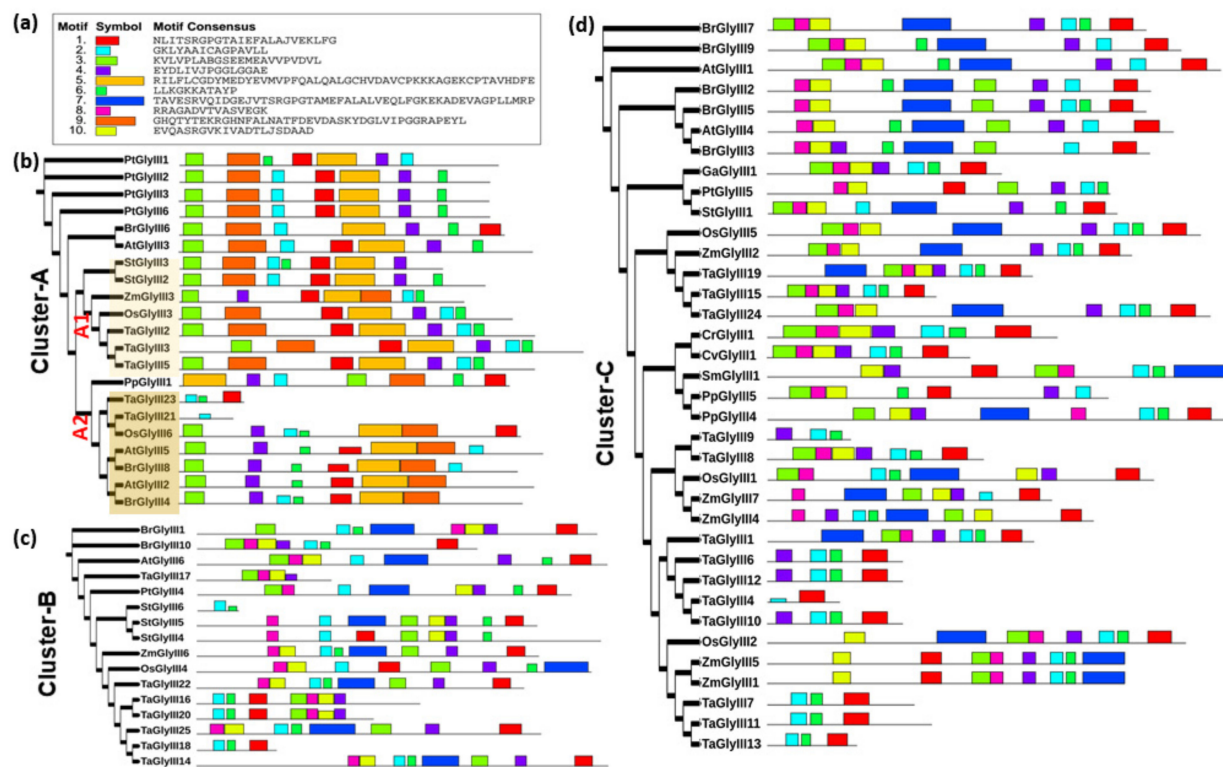 (a)
Motif Symbol Motif Consensus
1. NLITSRGPGTAIEFALAJVEKLFG
2. GKLYAAICAGPAVLL
3. KVLVPLABGSEEMEAVVPVDVL
4. EYDLIVJPGGLGGAE
5. RILFLCGDYMEDYEVMVPFQALQALGCHVDAVCPKKKAGEKCPTAVHDFE
6. LLKGKKATAYP
7. TAVESRVQIDGEJVTSRGPGTAMEFALALVEQLFGKEKADEVAGPLLMRP
8. RRAGADVTVASVEGK
9. GHQTYTEKRGHNFALNATFDEVDASKYDGLVIPGGRAPEYL
10. EVQASRGVKIVADTLJSDAAD
(b)
Cluster-A
A1
A2
PtGlyIII1
PtGlyIII2
PtGlyIII3
PtGlyIII6
BrGlyIII6
AtGlyIII3
StGlyIII3
StGlyIII2
ZmGlyIII3
OsGlyIII3
TaGlyIII2
TaGlyIII3
TaGlyIII5
PpGlyIII1
TaGlyIII23
TaGlyIII21
OsGlyIII6
AtGlyIII5
BrGlyIII8
AtGlyIII2
BrGlyIII4
(c)
Cluster-B
BrGlyIII1
BrGlyIII10
AtGlyIII6
TaGlyIII17
PtGlyIII4
StGlyIII6
StGlyIII5
StGlyIII4
ZmGlyIII6
OsGlyIII4
TaGlyIII22
TaGlyIII16
TaGlyIII20
TaGlyIII25
TaGlyIII18
TaGlyIII14
(d)
Cluster-C
BrGlyIII7
BrGlyIII9
AtGlyIII1
BrGlyIII2
BrGlyIII5
AtGlyIII4
BrGlyIII3
GaGlyIII1
PtGlyIII5
StGlyIII1
OsGlyIII5
ZmGlyIII2
TaGlyIII19
TaGlyIII15
TaGlyIII24
CrGlyIII1
CvGlyIII1
SmGlyIII1
PpGlyIII5
PpGlyIII4
TaGlyIII9
TaGlyIII8
OsGlyIII1
ZmGlyIII7
ZmGlyIII4
TaGlyIII1
TaGlyIII6
TaGlyIII12
TaGlyIII4
TaGlyIII10
OsGlyIII2
ZmGlyIII5
ZmGlyIII1
TaGlyIII7
TaGlyIII11
TaGlyIII13